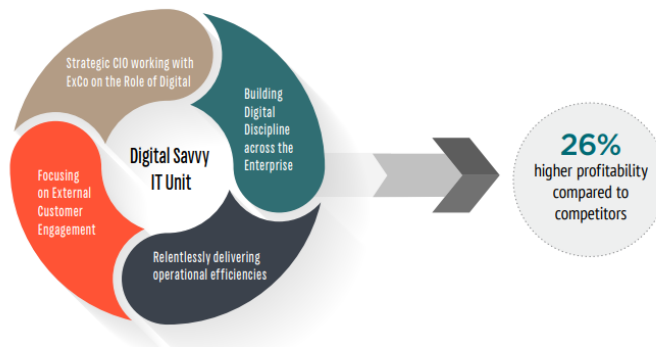 Strategic CIO working with
ExCo on the Role of Digital
Building
Digital
Discipline
across the
Enterprise
Digital Savvy
IT Unit
Focusing
on External
Customer
Engagement
Relentlessly delivering
operational efficiencies
26%
higher profitability
compared to
competitors